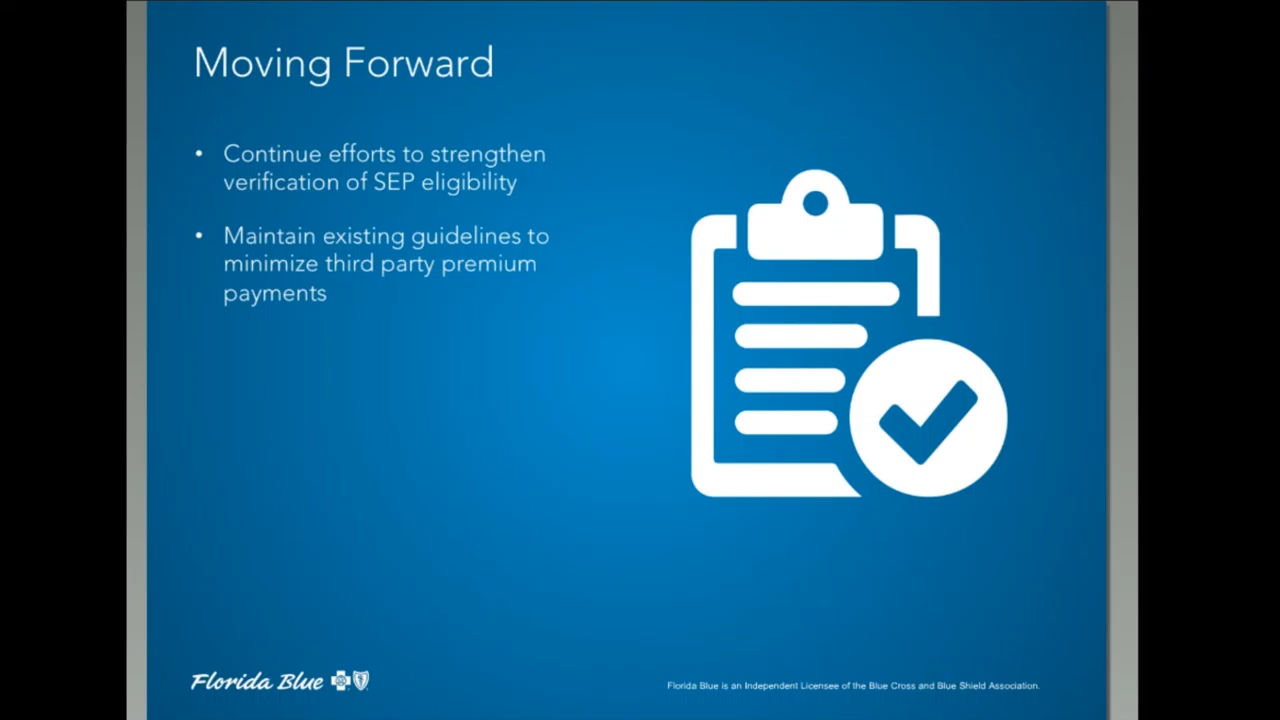 Moving Forward
• Continue efforts to strengthen
verification of SEP eligibility
• Maintain existing guidelines to
minimize third party premium
payments
Florida Blue
Florida Blue is an Independent Licensee of the Blue Cross and Blue Shield Association.